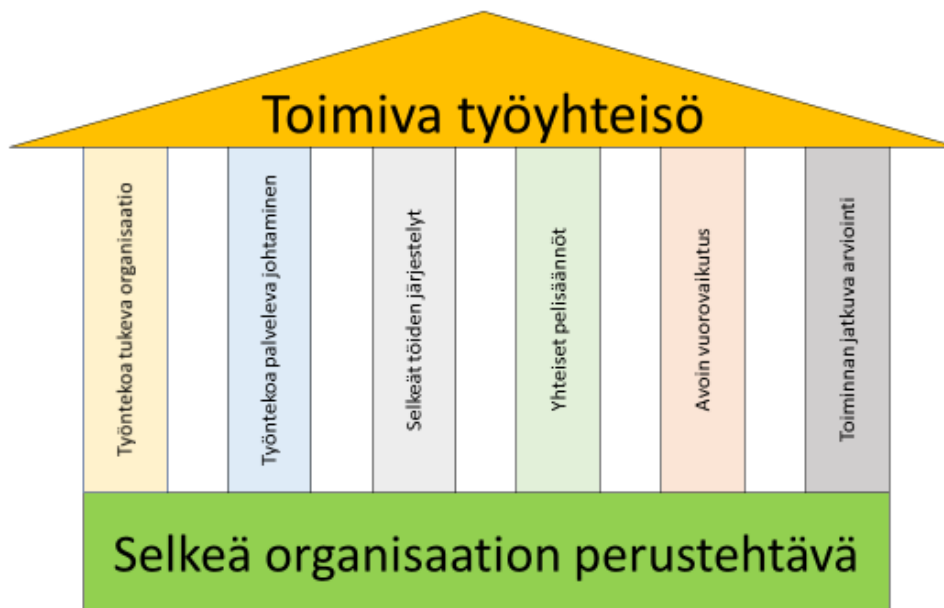 Toimiva työyhteisö
Työntekoa tukeva organisaatio
Työntekoa palveleva johtaminen
Selkeät töiden järjestelyt
Yhteiset pelisäännöt
Avoin vuorovaikutus
Toiminnan jatkuva arviointi
Selkeä organisaation perustehtävä